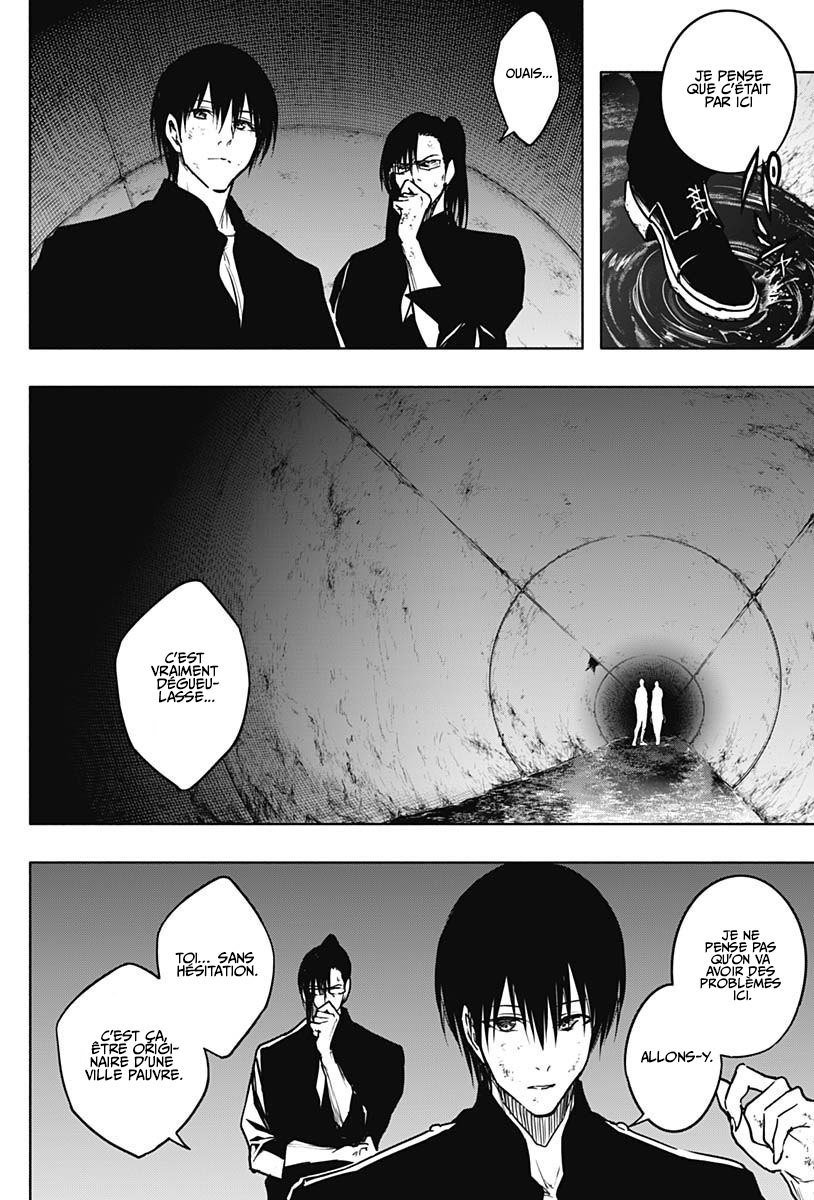 JE PENSE
QUE C'ÉTAIT
PAR ICI
OUAIS...
C'EST
VRAIMENT
DÉGUEU-
LASSE...
JE NE
PENSE PAS
QU'ON VA
AVOIR DES
PROBLÈMES
ICI.
ALLONS-Y.
TOI... SANS
HÉSITATION.
C'EST ÇA,
ÊTRE ORIGI-
NAIRE D'UNE
VILLE PAUVRE.